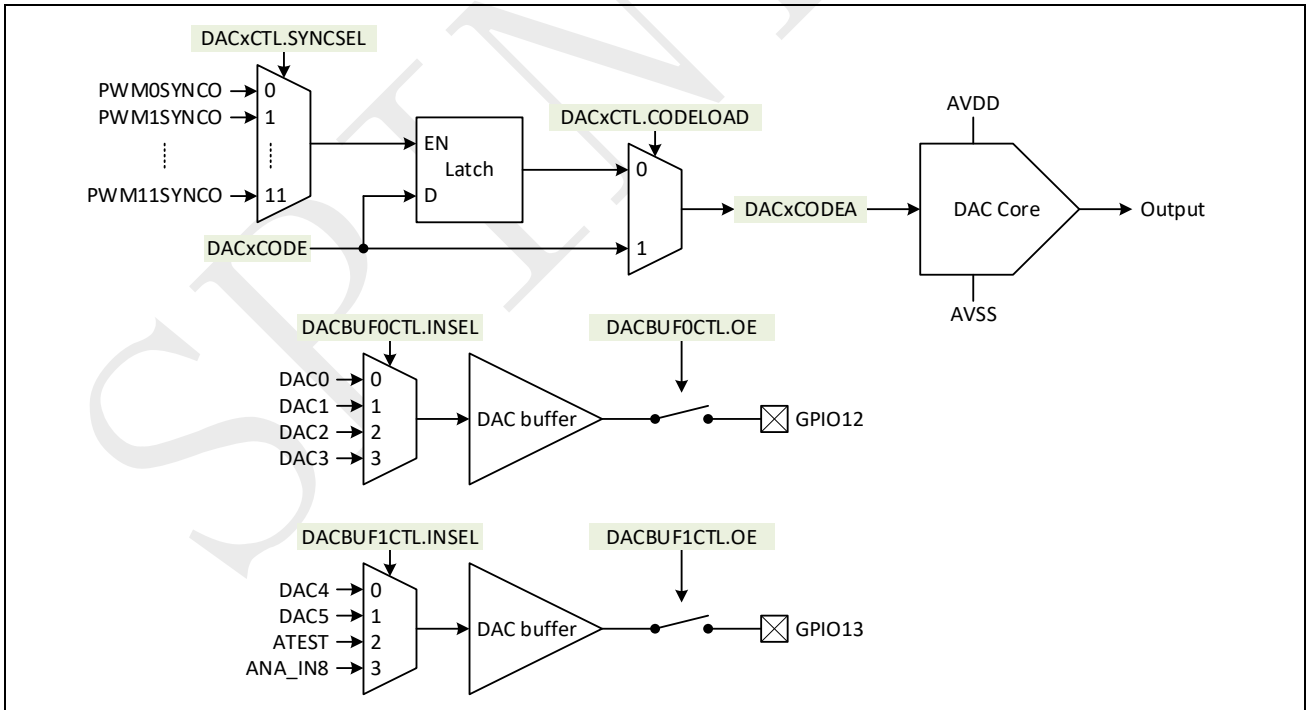 DACxCTL.SYNCSEL
PWM0SYNCO
0
PWM1SYNCO
1
PWM11SYNCO
11
EN
Latch
D
DACxCODE
DACxCTL.CODELOAD
0
1
DACxCODEA
AVDD
DAC Core
Output
AVSS
DACBUF0CTL.INSEL
DACBUF0CTL.OE
DAC0
0
DAC1
1
DAC2
2
DAC3
3
DAC buffer
GPIO12
DACBUF1CTL.INSEL
DACBUF1CTL.OE
DAC4
0
DAC5
1
ATEST
2
ANA_IN8
3
DAC buffer
GPIO13